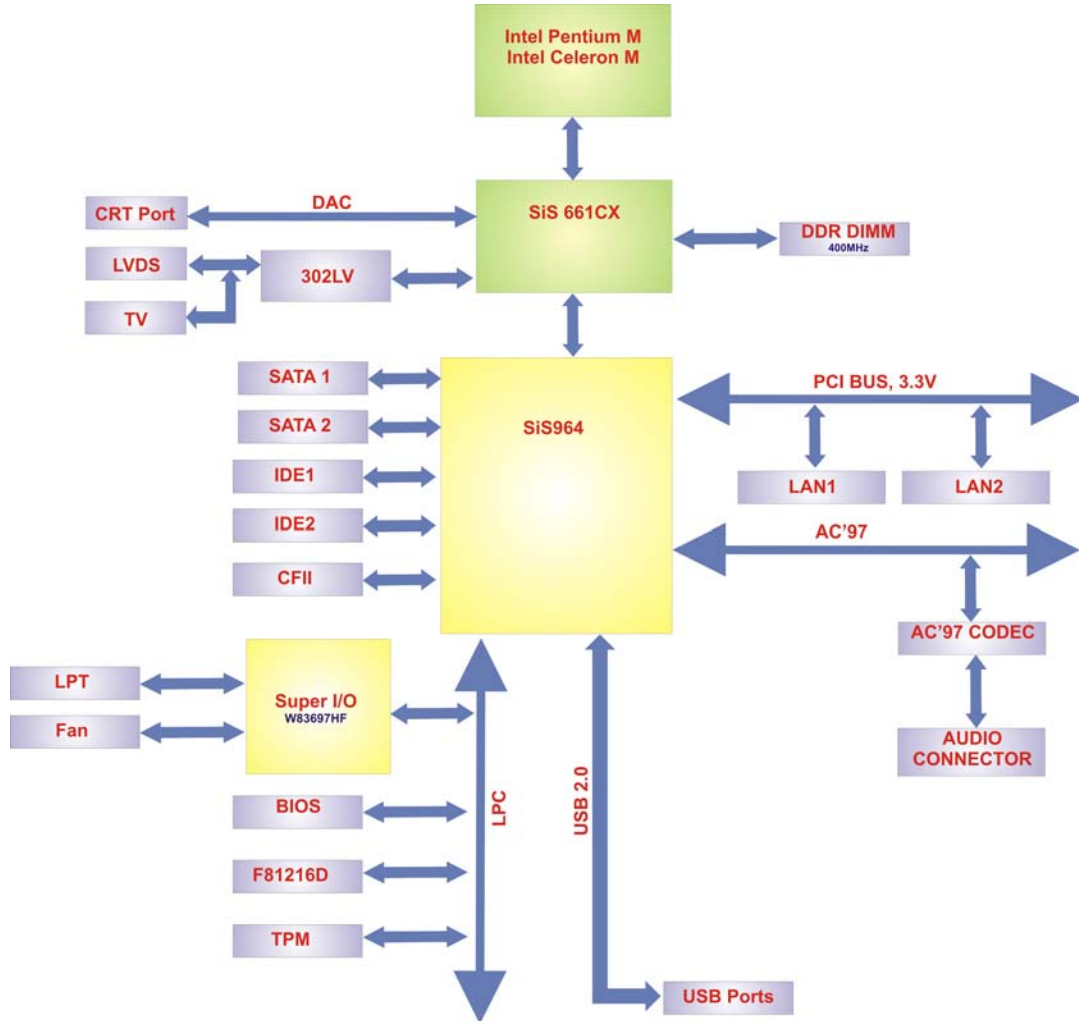 Intel Pentium M
Intel Celeron M
CRT Port
DAC
SiS 661CX
DDR DIMM
400MHz
LVDS
302LV
TV
SATA 1
SATA 2
IDE1
IDE2
CFII
SiS964
PCI BUS, 3.3V
LAN1
LAN2
AC'97
AC'97 CODEC
AUDIO
CONNECTOR
LPT
Fan
Super I/O
W83697HF
BIOS
F81216D
TPM
LPC
USB 2.0
USB Ports